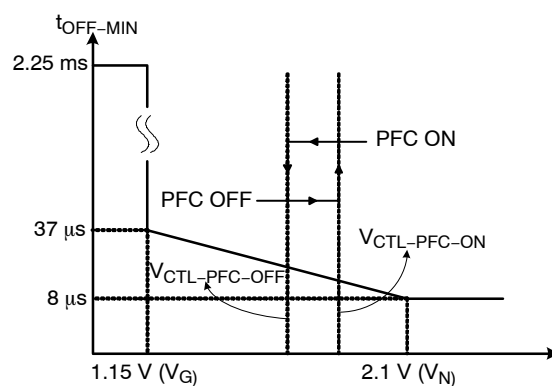 tOFF–MIN
2.25 ms
PFC ON
PFC OFF
37 μs
VCTL–PFC–ON
VCTL–PFC–OFF
8 μs
1.15 V (VG)
2.1 V (VN)